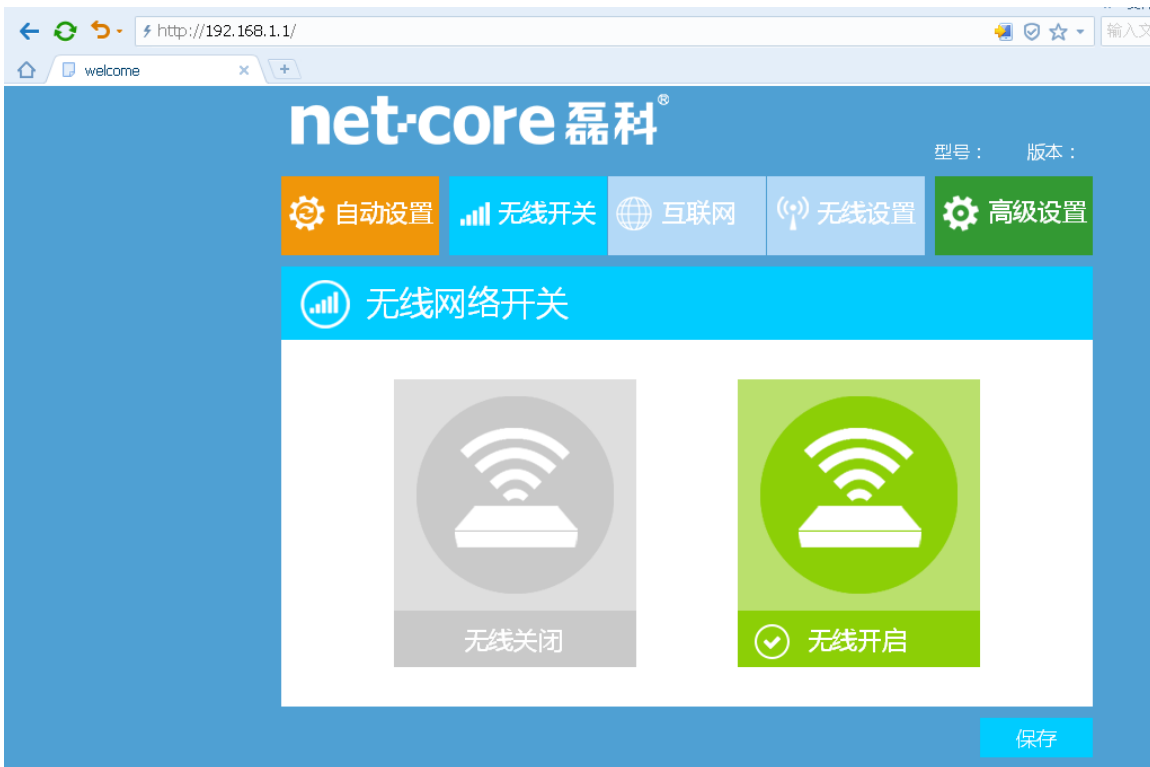 http://192.168.1.1/
输入文
welcome
net-core 磊科®
型号： 版本：
自动设置 无线开关 互联网 无线设置 高级设置
无线网络开关
无线关闭 无线开启
保存